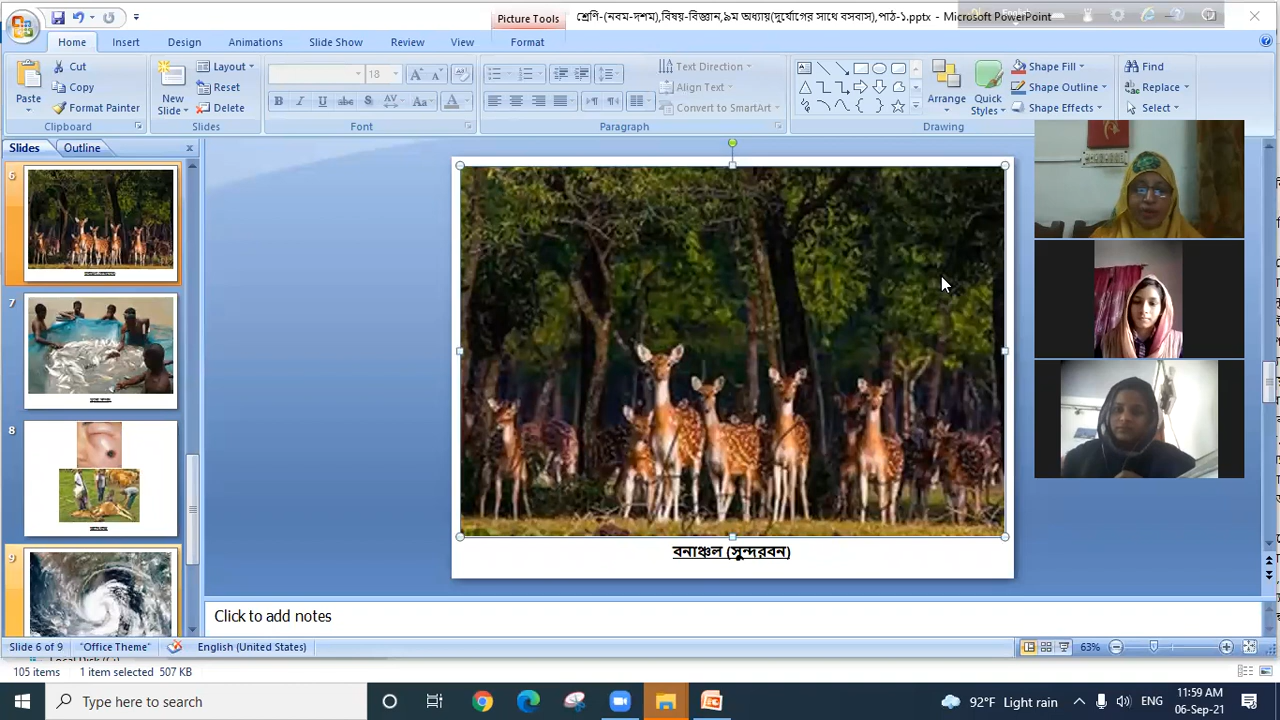 Picture Tools
শ্রেণি-(নবম-দশম),বিষয়-বিজ্ঞান,৯ম অধ্যায়(দুর্যোগের সাথে বসবাস),পাঠ-১.pptx - Microsoft PowerPoint
Home Insert Design Animations Slide Show Review View Format
Paste
Cut
Copy
Format Painter
Clipboard
New Slide
Layout
Reset
Delete
Slides
18
B I U abc S AV Aa A
Font
Text Direction
Align Text
Convert to SmartArt
Paragraph
Arrange
Quick Styles
Shape Fill
Shape Outline
Shape Effects
Drawing
Find
Replace
Select
Editing
Slides Outline
6
7
8
9
বনাঞ্চল (সুন্দরবন)
Click to add notes
Slide 6 of 9 "Office Theme" English (United States) 63%
105 items 1 item selected 507 KB
Type here to search
92°F Light rain
ENG
11:59 AM
06-Sep-21